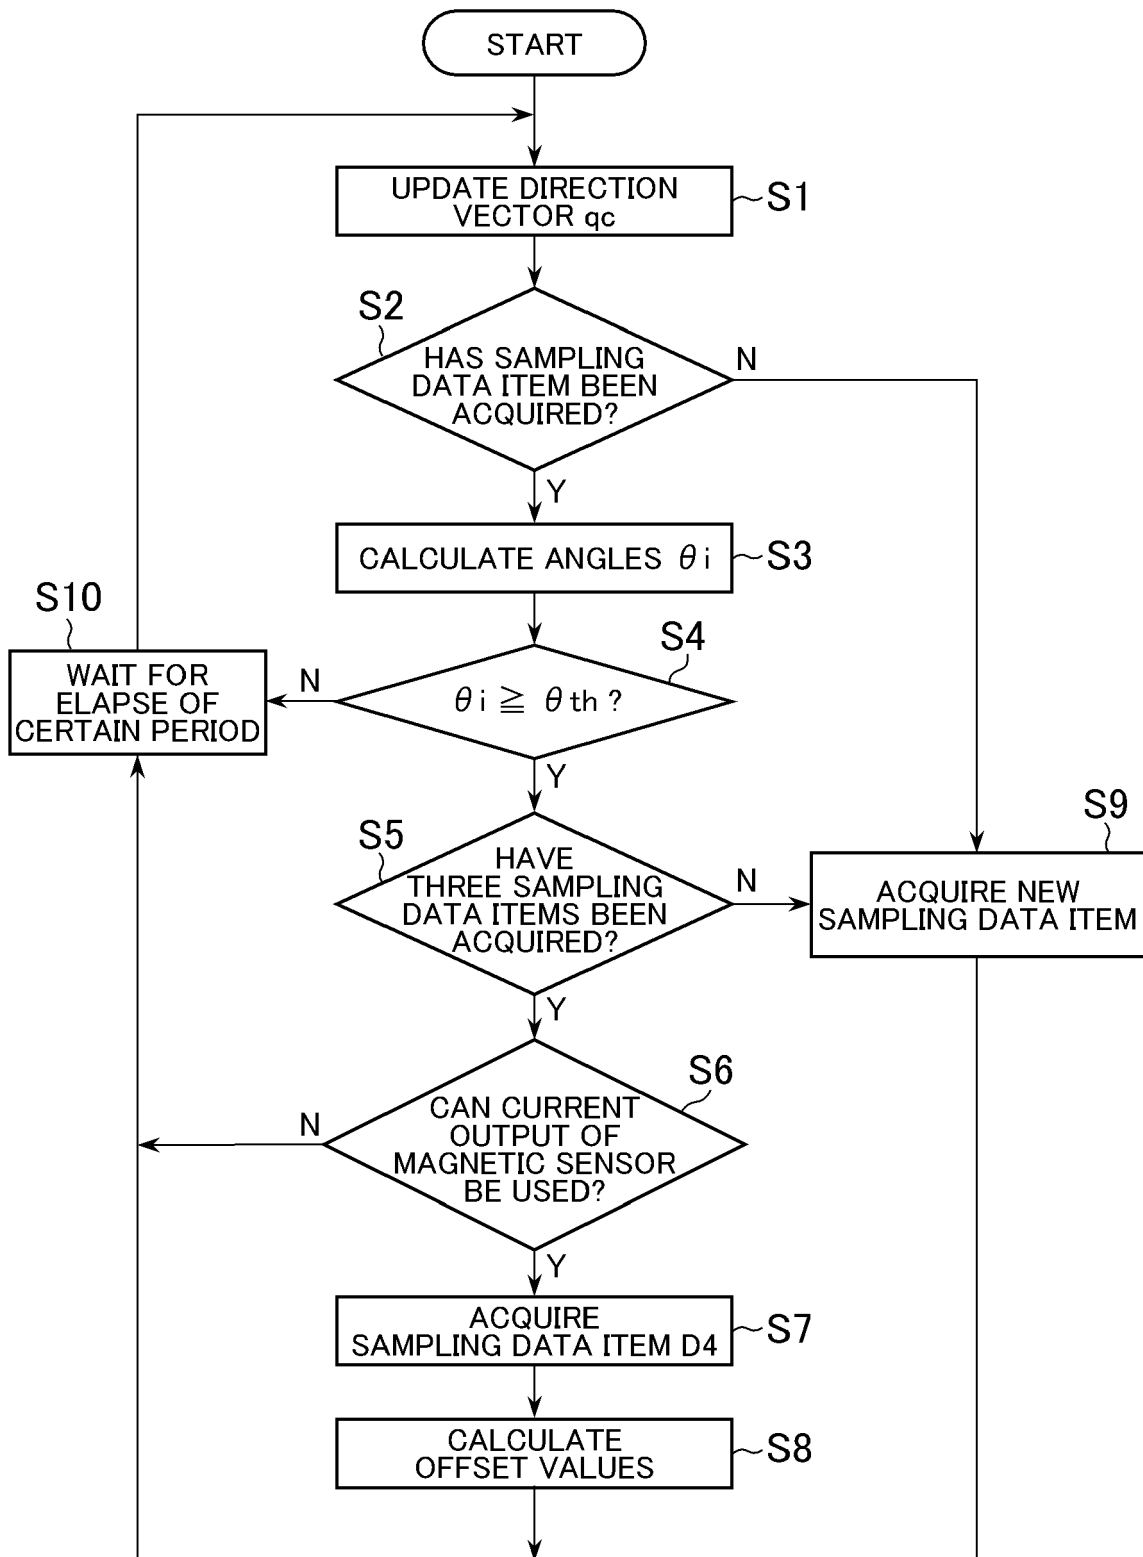 START
UPDATE DIRECTION
VECTOR qc
S1
S2
HAS SAMPLING
DATA ITEM BEEN
ACQUIRED?
N
Y
CALCULATE ANGLES θi
S3
S10
WAIT FOR
ELAPSE OF
CERTAIN PERIOD
N
S4
θi ≧ θth ?
Y
S5
HAVE
THREE SAMPLING
DATA ITEMS BEEN
ACQUIRED?
N
S9
ACQUIRE NEW
SAMPLING DATA ITEM
Y
S6
CAN CURRENT
OUTPUT OF
MAGNETIC SENSOR
BE USED?
N
Y
ACQUIRE
SAMPLING DATA ITEM D4
S7
CALCULATE
OFFSET VALUES
S8